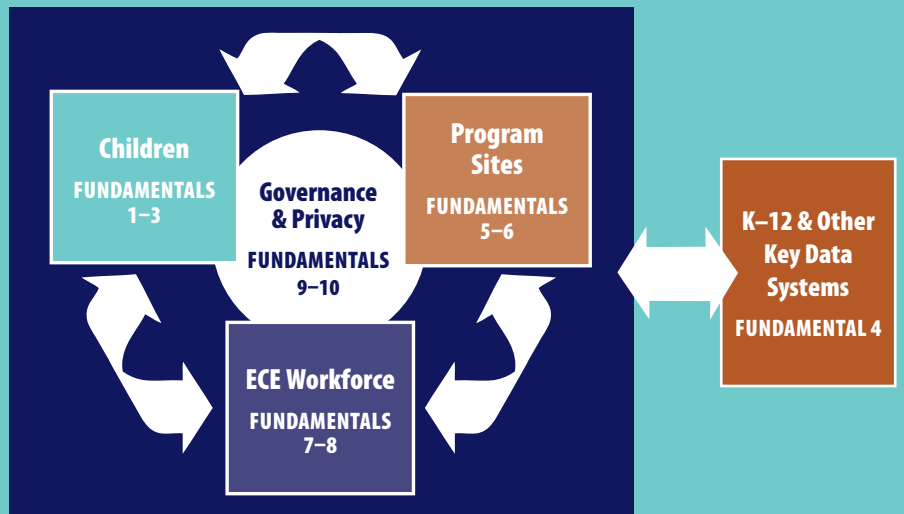 Children
FUNDAMENTALS
1–3
Governance
& Privacy
FUNDAMENTALS
9–10
Program
Sites
FUNDAMENTALS
5–6
ECE Workforce
FUNDAMENTALS
7–8
K–12 & Other
Key Data
Systems
FUNDAMENTAL 4